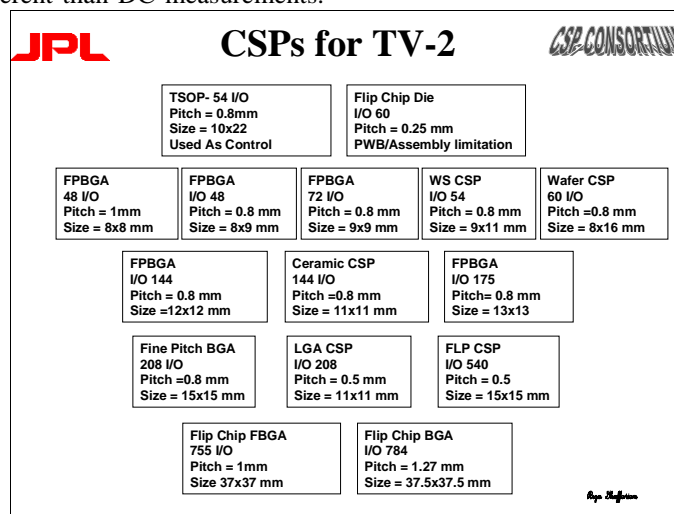 erent than DC measurements.
JPL
CSPs for TV-2
CSP-CONSORTIUM
TSOP- 54 I/O
Pitch = 0.8mm
Size = 10x22
Used As Control
Flip Chip Die
I/O 60
Pitch = 0.25 mm
PWB/Assembly limitation
FPBGA
48 I/O
Pitch = 1mm
Size = 8x8 mm
FPBGA
I/O 48
Pitch = 0.8 mm
Size = 8x9 mm
FPBGA
72 I/O
Pitch = 0.8 mm
Size = 9x9 mm
WS CSP
I/O 54
Pitch = 0.8 mm
Size = 9x11 mm
Wafer CSP
60 I/O
Pitch =0.8 mm
Size = 8x16 mm
FPBGA
I/O 144
Pitch = 0.8 mm
Size =12x12 mm
Ceramic CSP
144 I/O
Pitch =0.8 mm
Size = 11x11 mm
FPBGA
I/O 175
Pitch= 0.8 mm
Size = 13x13
Fine Pitch BGA
208 I/O
Pitch =0.8 mm
Size = 15x15 mm
LGA CSP
I/O 208
Pitch = 0.5 mm
Size = 11x11 mm
FLP CSP
I/O 540
Pitch = 0.5
Size = 15x15 mm
Flip Chip FBGA
755 I/O
Pitch = 1mm
Size 37x37 mm
Flip Chip BGA
I/O 784
Pitch = 1.27 mm
Size = 37.5x37.5 mm
Reza Ghaffarian